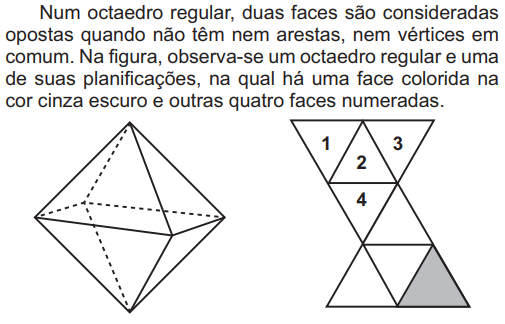 Num octaedro regular, duas faces são consideradas
opostas quando não têm nem arestas, nem vértices em
comum. Na figura, observa-se um octaedro regular e uma
de suas planificações, na qual há uma face colorida na
cor cinza escuro e outras quatro faces numeradas.
1 3
2
4